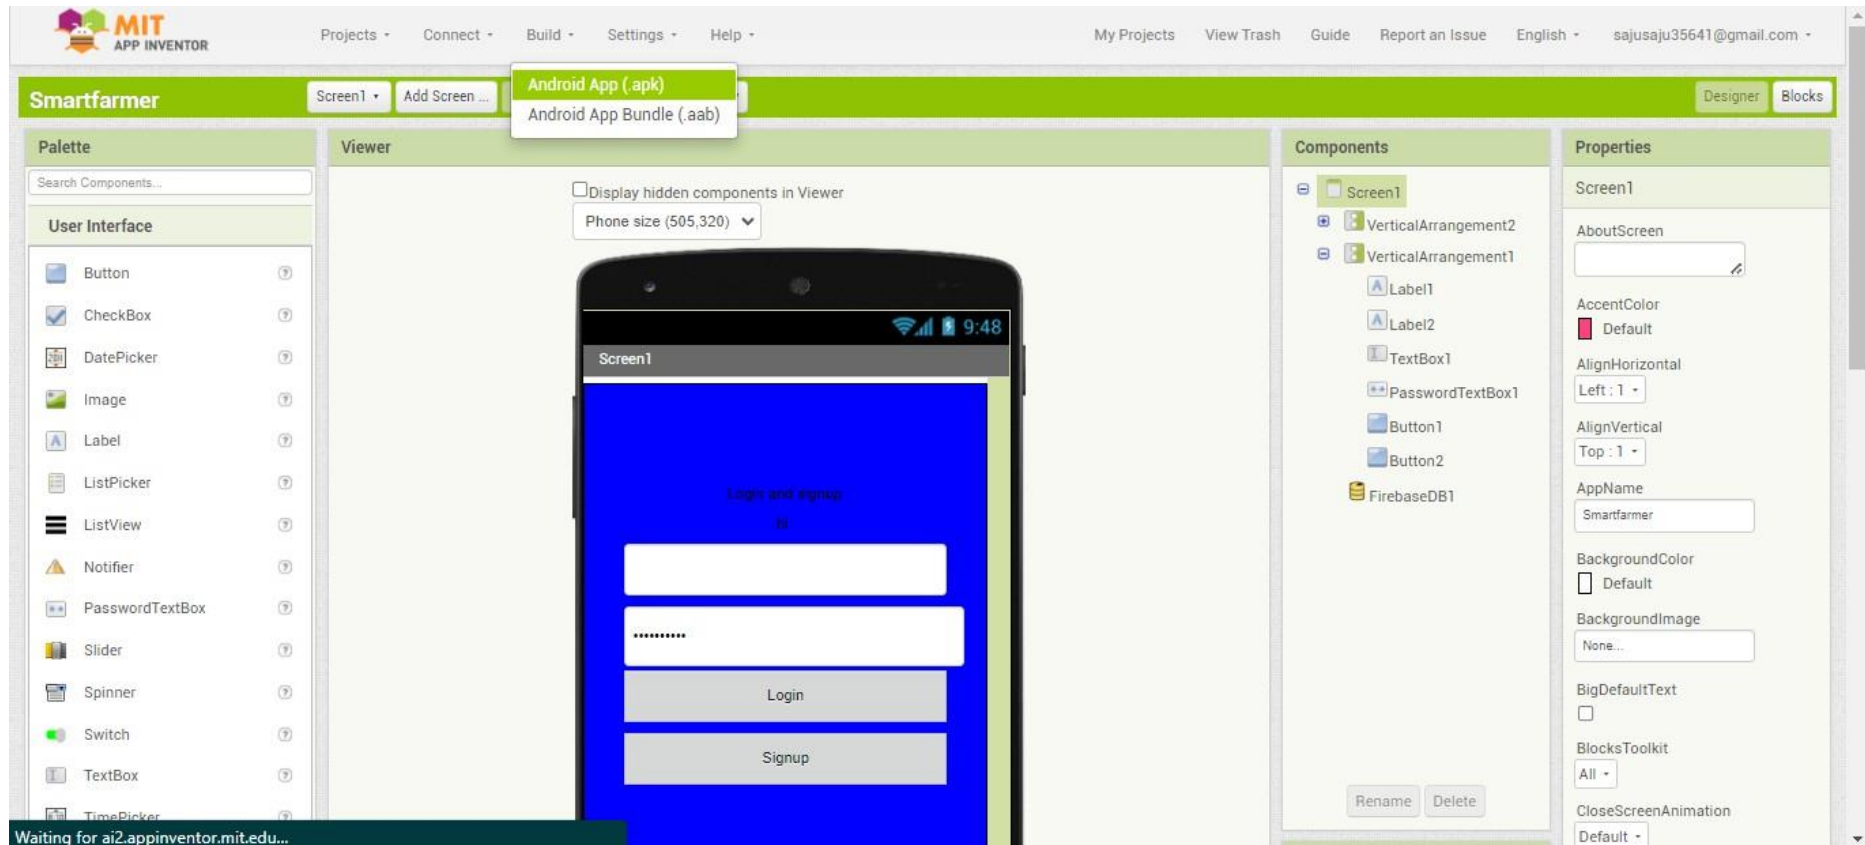 MIT
APP INVENTOR
Projects Connect Build Settings Help My Projects View Trash Guide Report an Issue English sajusaju35641@gmail.com
Smartfarmer Screen1 Add Screen ... Designer Blocks
Android App (.apk)
Android App Bundle (.aab)
Palette
Search Components...
User Interface
Button
CheckBox
DatePicker
Image
Label
ListPicker
ListView
Notifier
PasswordTextBox
Slider
Spinner
Switch
TextBox
TimePicker
Viewer
Display hidden components in Viewer
Phone size (505,320)
9:48
Screen1
Login and signup
Login
Signup
Components
Screen1
VerticalArrangement2
VerticalArrangement1
Label1
Label2
TextBox1
PasswordTextBox1
Button1
Button2
FirebaseDB1
Rename Delete
Properties
Screen1
AboutScreen
AccentColor
Default
AlignHorizontal
Left : 1
AlignVertical
Top : 1
AppName
Smartfarmer
BackgroundColor
Default
BackgroundImage
None...
BigDefaultText
BlocksToolkit
All
CloseScreenAnimation
Default
Waiting for ai2.appinventor.mit.edu...